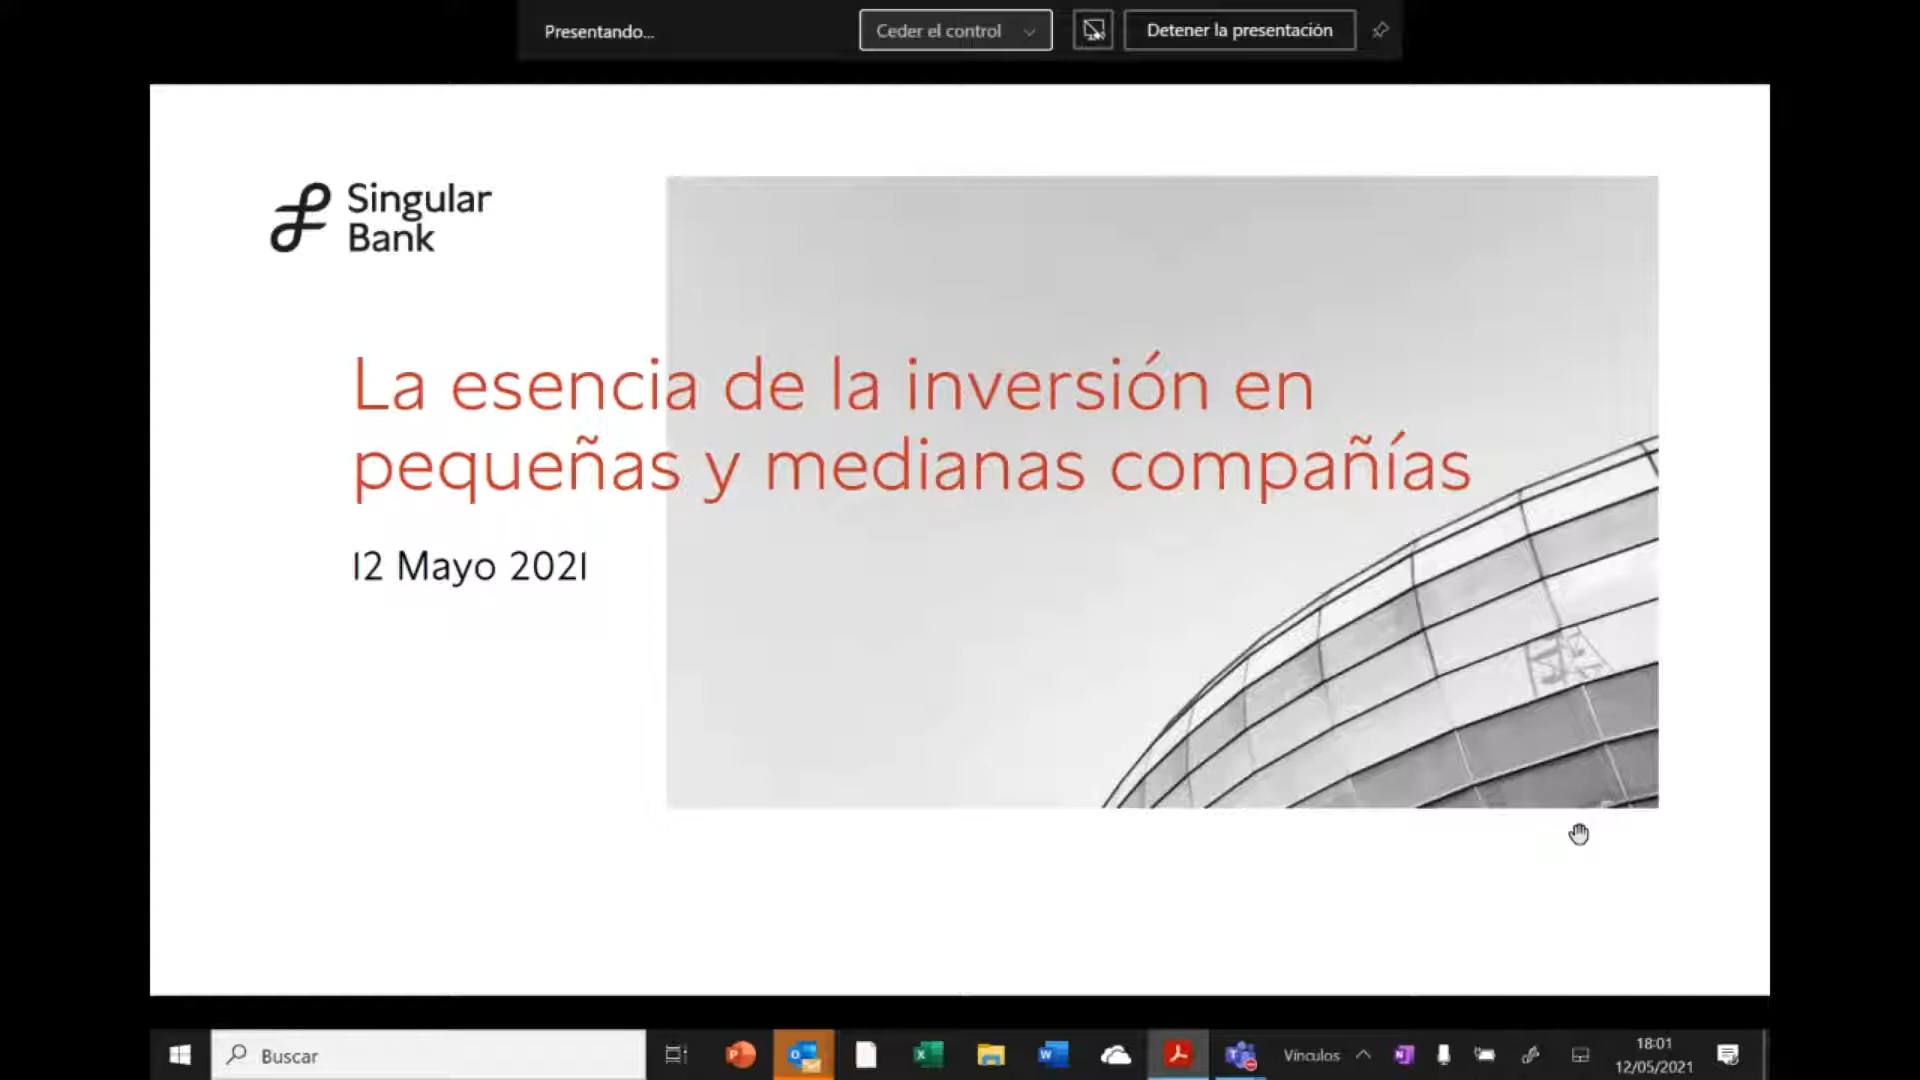 Presentando...
Ceder el control
Detener la presentación
Singular
Bank
La esencia de la inversión en
pequeñas y medianas compañías
12 Mayo 2021
Buscar
Vínculos
18:01
12/05/2021